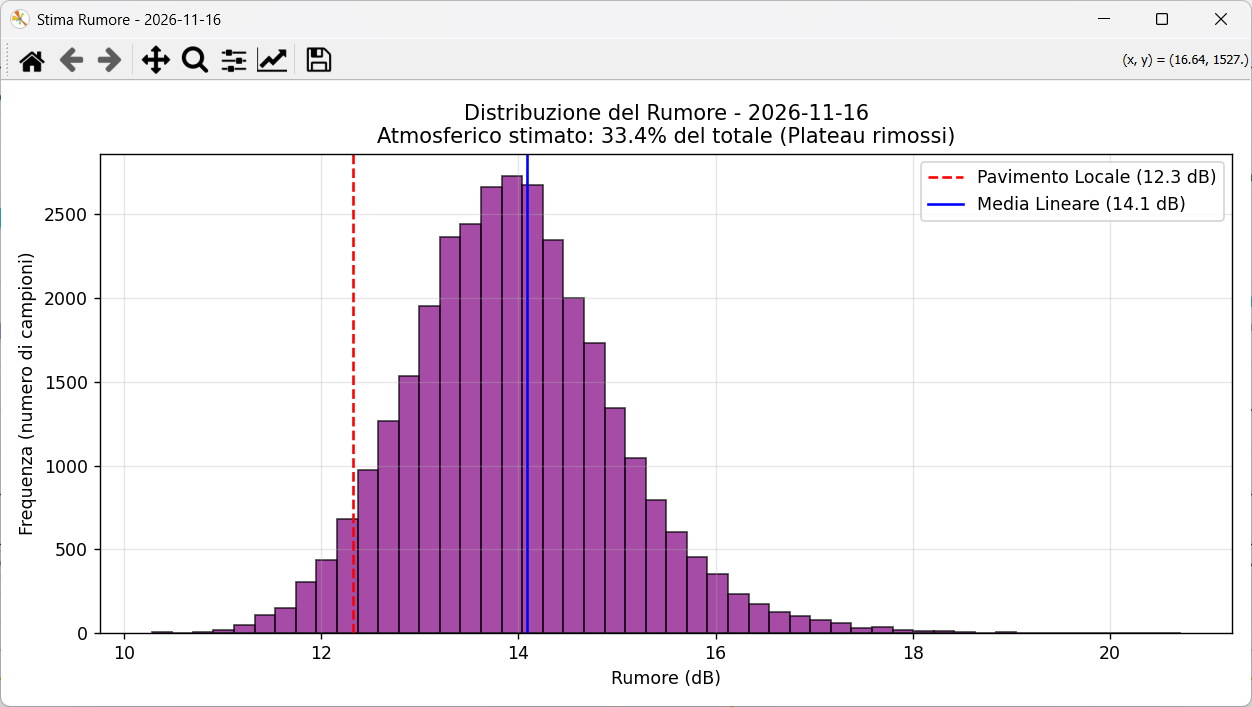 Stima Rumore - 2026-11-16
(x, y) = (16.64, 1527.)
Distribuzione del Rumore - 2026-11-16
Atmosferico stimato: 33.4% del totale (Plateau rimossi)
Pavimento Locale (12.3 dB)
Media Lineare (14.1 dB)
Frequenza (numero di campioni)
2500
2000
1500
1000
500
0
10 12 14 16 18 20
Rumore (dB)